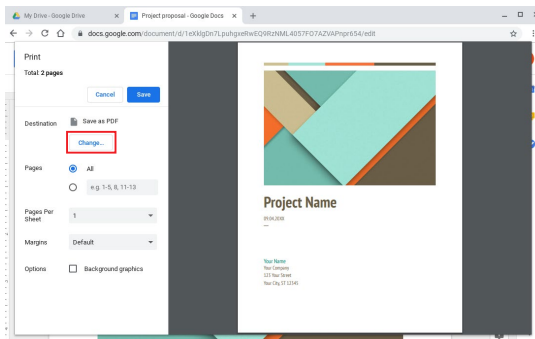 My Drive - Google Drive
Project proposal - Google Docs
docs.google.com/document/d/1eXklgDn7LpuhgxeRwEQ9RzNML4057FO7AZVAPnpr654/edit
Print
Total: 2 pages
Cancel
Save
Destination
Save as PDF
Change...
Pages
All
e.g. 1-5, 8, 11-13
Pages Per
Sheet
1
Margins
Default
Options
Background graphics
Project Name
09.04.20XX
Your Name
Your Company
123 Your Street
Your City, ST 12345